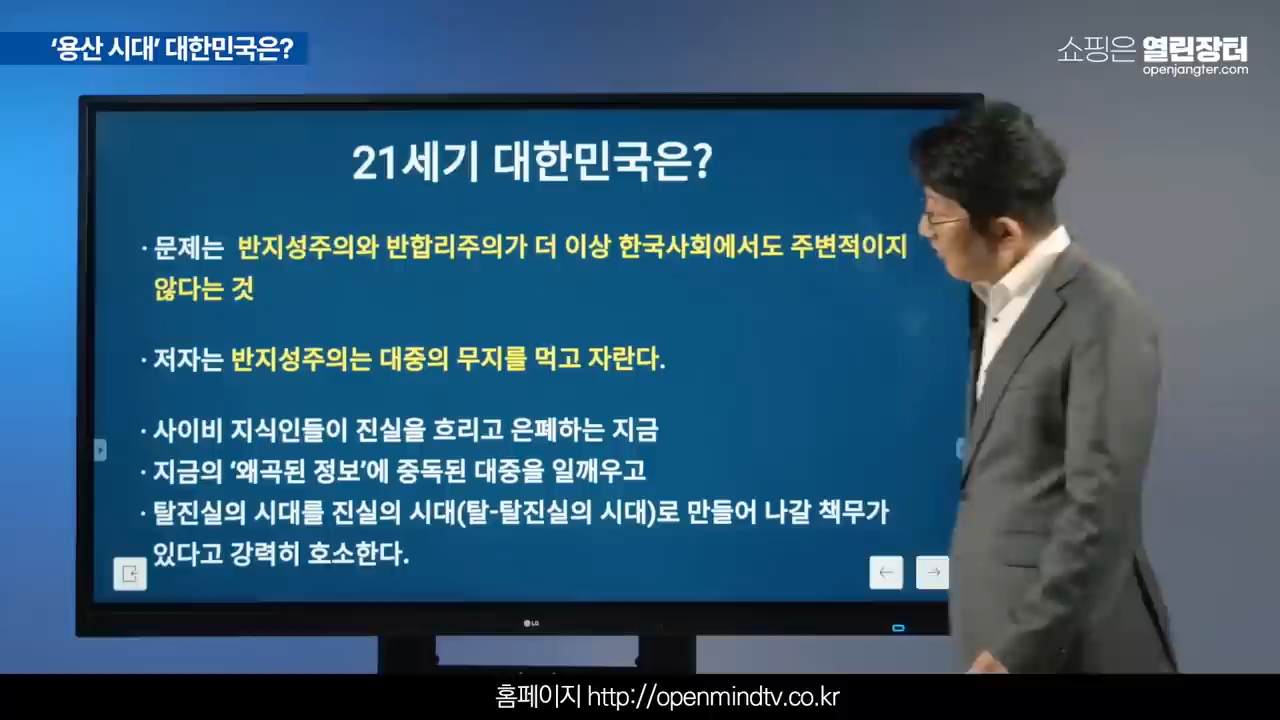 ‘용산 시대’ 대한민국은?
쇼핑은 열린장터
openjangter.com
21세기 대한민국은?
· 문제는 반지성주의와 반합리주의가 더 이상 한국사회에서도 주변적이지
않다는 것
· 저자는 반지성주의는 대중의 무지를 먹고 자란다.
· 사이비 지식인들이 진실을 흐리고 은폐하는 지금
· 지금의 ‘왜곡된 정보’에 중독된 대중을 일깨우고
· 탈진실의 시대를 진실의 시대(탈-탈진실의 시대)로 만들어 나갈 책무가
있다고 강력히 호소한다.
LG
홈페이지 http://openmindtv.co.kr